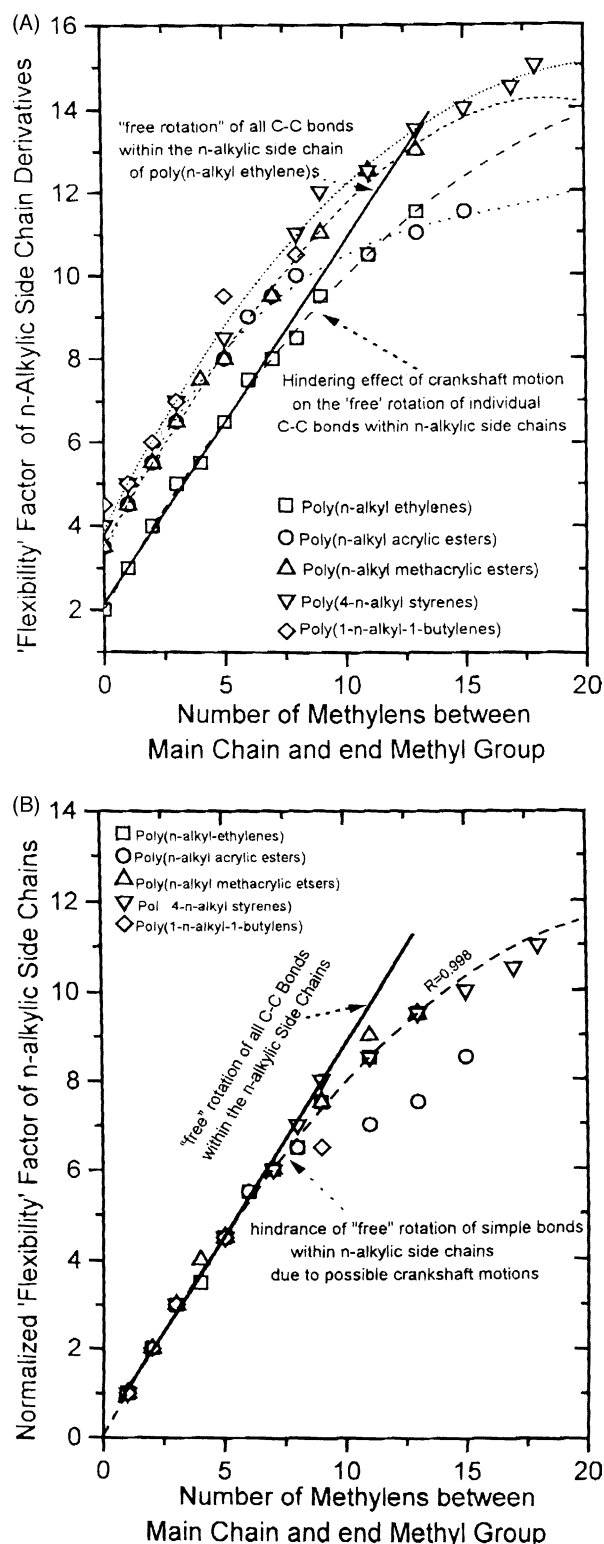 (A)
16
14
12
10
8
6
4
2
'Flexibility' Factor of n-Alkylic Side Chain Derivatives
"free rotation" of all C-C bonds
within the n-alkylic side chain
of poly(n-alkyl ethylene)s
Hindering effect of crankshaft motion
on the 'free' rotation of individual
C-C bonds within n-alkylic side chains
Poly(n-alkyl ethylenes)
Poly(n-alkyl acrylic esters)
Poly(n-alkyl methacrylic esters)
Poly(4-n-alkyl styrenes)
Poly(1-n-alkyl-1-butylenes)
0 5 10 15 20
Number of Methylens between
Main Chain and end Methyl Group
(B)
14
12
10
8
6
4
2
0
Normalized 'Flexibility' Factor of n-alkylic Side Chains
Poly(n-alkyl-ethylenes)
Poly(n-alkyl acrylic esters)
Poly(n-alkyl methacrylic etsers)
Pol 4-n-alkyl styrenes)
Poly(1-n-alkyl-1-butylens)
"free" rotation of all C-C Bonds
within the n-alkylic Side Chains
R=0.998
hindrance of "free" rotation of simple bonds
within n-alkylic side chains
due to possible crankshaft motions
0 5 10 15 20
Number of Methylens between
Main Chain and end Methyl Group